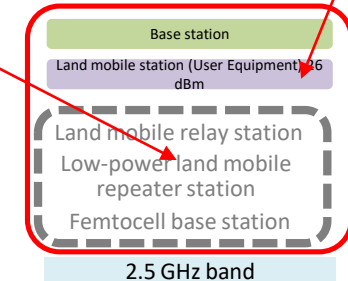 Base station
Land mobile station (User Equipment) 26
dBm
Land mobile relay station
Low-power land mobile
repeater station
Femtocell base station
2.5 GHz band